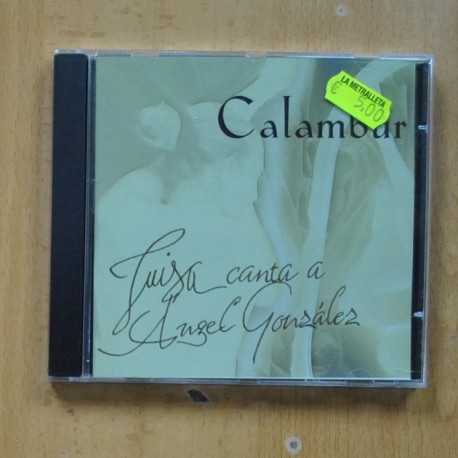 LA METRALLETA
€ 5,00
Calambur
Luisa canta a
Ángel González